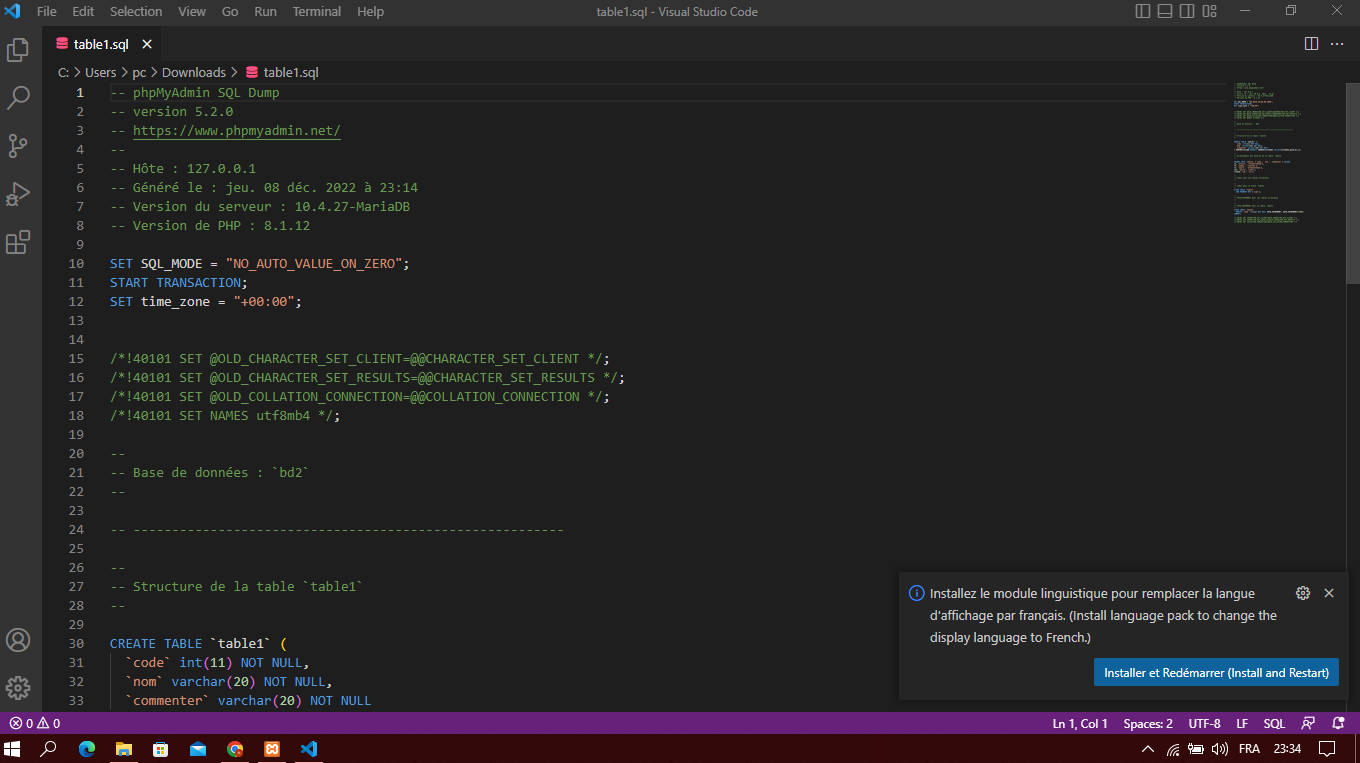 File Edit Selection View Go Run Terminal Help
table1.sql - Visual Studio Code
table1.sql
C: > Users > pc > Downloads > table1.sql
1 -- phpMyAdmin SQL Dump
2 -- version 5.2.0
3 -- https://www.phpmyadmin.net/
4 --
5 -- Hôte : 127.0.0.1
6 -- Généré le : jeu. 08 déc. 2022 à 23:14
7 -- Version du serveur : 10.4.27-MariaDB
8 -- Version de PHP : 8.1.12
9
10 SET SQL_MODE = "NO_AUTO_VALUE_ON_ZERO";
11 START TRANSACTION;
12 SET time_zone = "+00:00";
13
14
15 /*!40101 SET @OLD_CHARACTER_SET_CLIENT=@@CHARACTER_SET_CLIENT */;
16 /*!40101 SET @OLD_CHARACTER_SET_RESULTS=@@CHARACTER_SET_RESULTS */;
17 /*!40101 SET @OLD_COLLATION_CONNECTION=@@COLLATION_CONNECTION */;
18 /*!40101 SET NAMES utf8mb4 */;
19
20 --
21 -- Base de données : `bd2`
22 --
23
24 -- --------------------------------------------------------
25
26 --
27 -- Structure de la table `table1`
28 --
29
30 CREATE TABLE `table1` (
31 `code` int(11) NOT NULL,
32 `nom` varchar(20) NOT NULL,
33 `commenter` varchar(20) NOT NULL
Installez le module linguistique pour remplacer la langue
d'affichage par français. (Install language pack to change the
display language to French.)
Installer et Redémarrer (Install and Restart)
0 0
Ln 1, Col 1 Spaces: 2 UTF-8 LF SQL
FRA 23:34